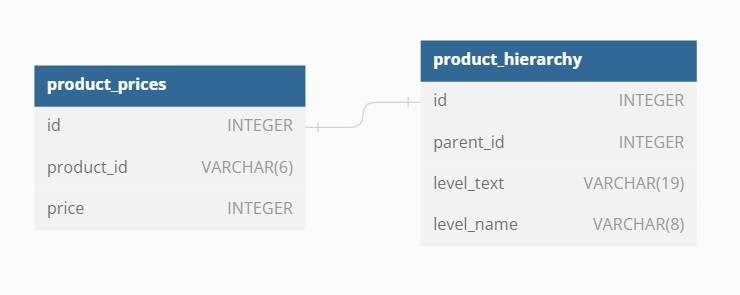 product_prices
id INTEGER
product_id VARCHAR(6)
price INTEGER
product_hierarchy
id INTEGER
parent_id INTEGER
level_text VARCHAR(19)
level_name VARCHAR(8)